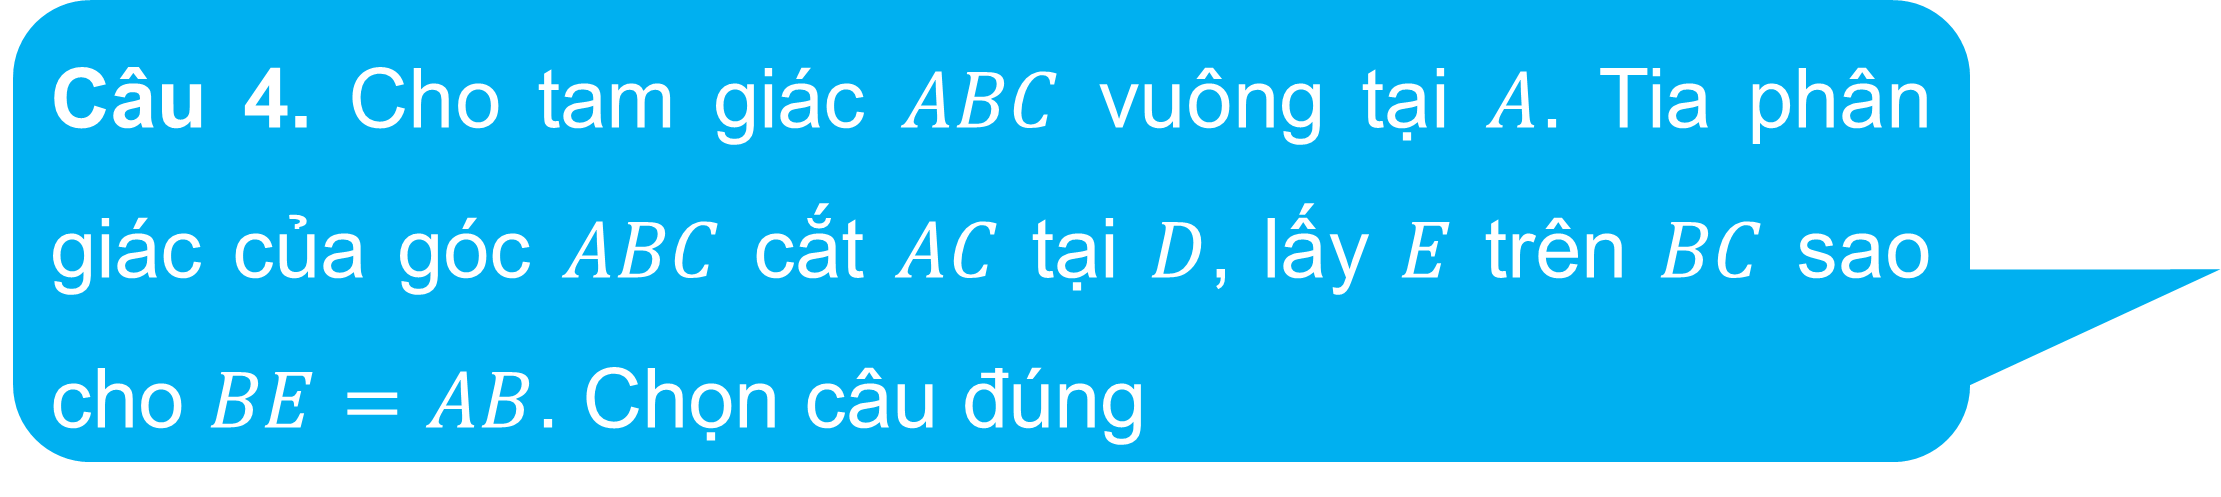 Câu 4. Cho tam giác ABC vuông tại A. Tia phân
giác của góc ABC cắt AC tại D, lấy E trên BC sao
cho BE = AB. Chọn câu đúng